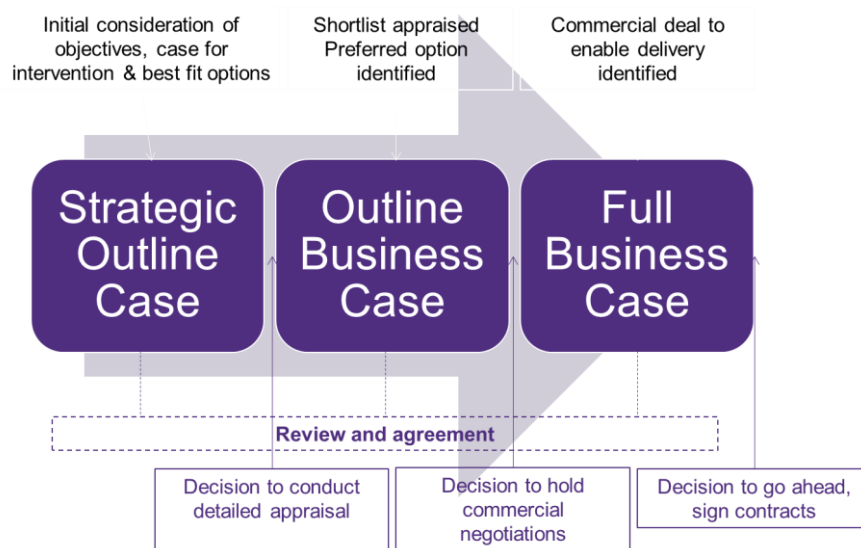 Initial consideration of
objectives, case for
intervention & best fit options
Shortlist appraised
Preferred option
identified
Commercial deal to
enable delivery
identified
Strategic
Outline
Case
Outline
Business
Case
Full
Business
Case
Review and agreement
Decision to conduct
detailed appraisal
Decision to hold
commercial
negotiations
Decision to go ahead,
sign contracts